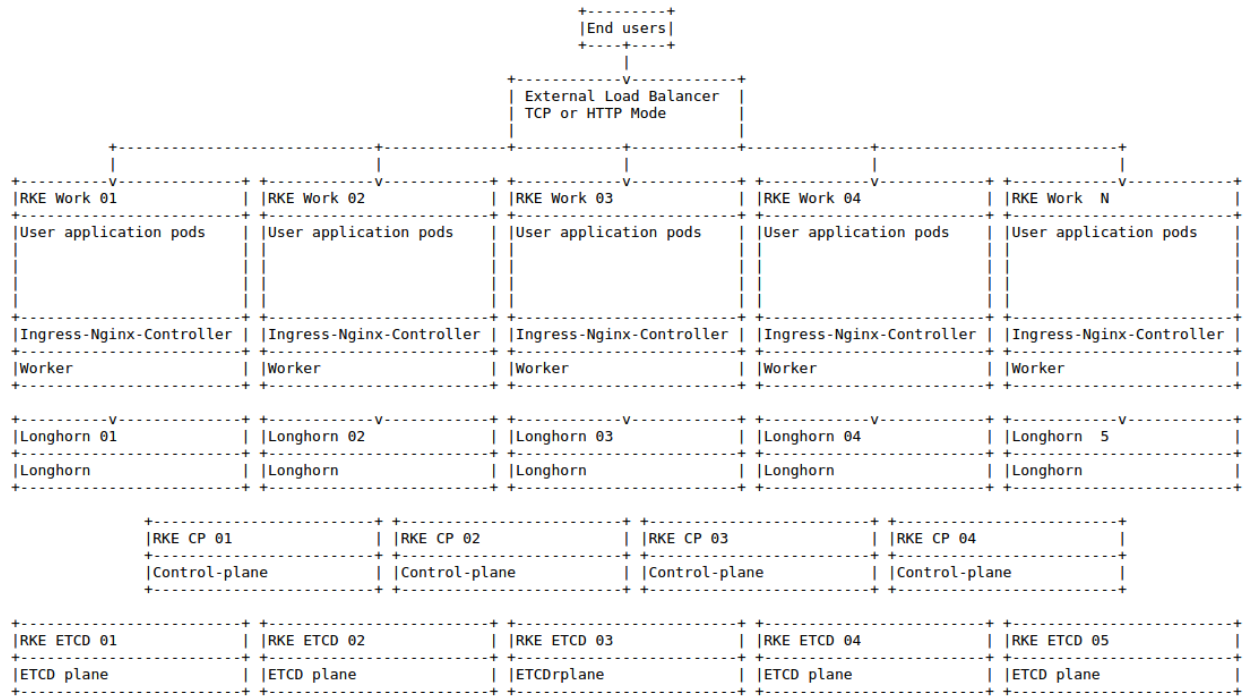 End users
External Load Balancer
TCP or HTTP Mode
RKE Work 01 RKE Work 02 RKE Work 03 RKE Work 04 RKE Work  N
User application pods User application pods User application pods User application pods User application pods
Ingress-Nginx-Controller Ingress-Nginx-Controller Ingress-Nginx-Controller Ingress-Nginx-Controller Ingress-Nginx-Controller
Worker Worker Worker Worker Worker
Longhorn 01 Longhorn 02 Longhorn 03 Longhorn 04 Longhorn  5
Longhorn Longhorn Longhorn Longhorn Longhorn
RKE CP 01 RKE CP 02 RKE CP 03 RKE CP 04
Control-plane Control-plane Control-plane Control-plane
RKE ETCD 01 RKE ETCD 02 RKE ETCD 03 RKE ETCD 04 RKE ETCD 05
ETCD plane ETCD plane ETCDrplane ETCD plane ETCD plane